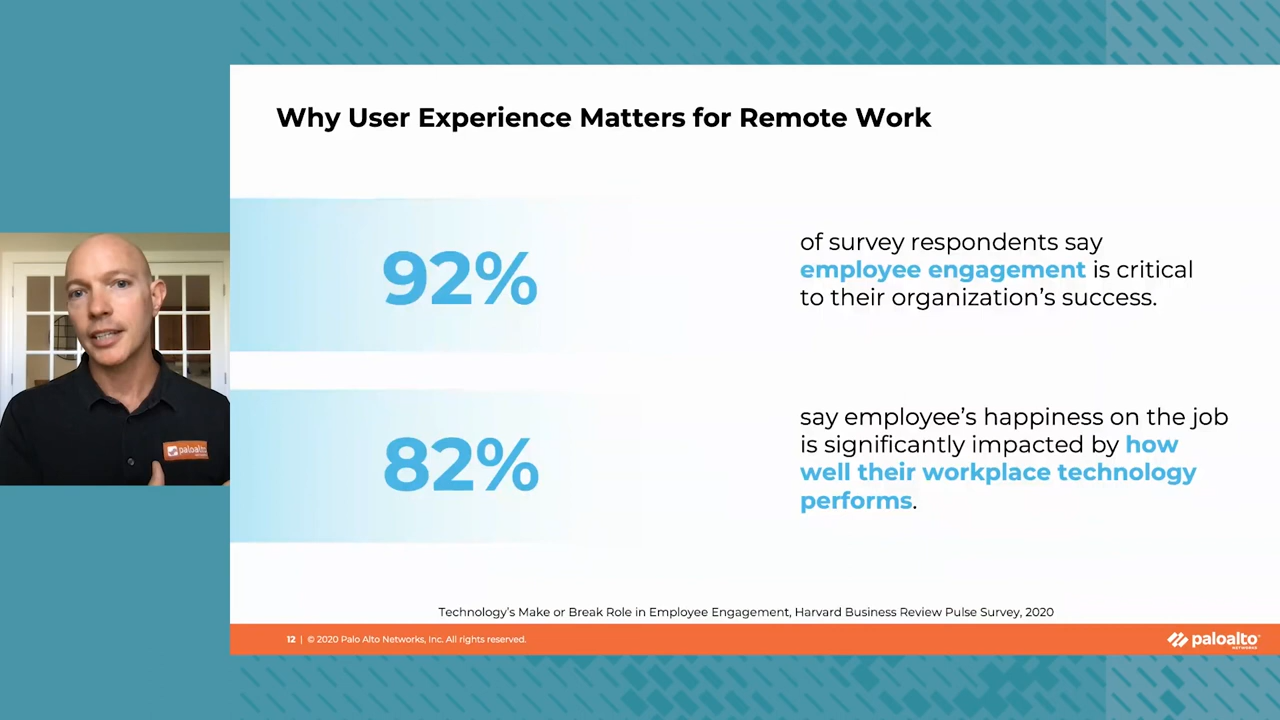 Why User Experience Matters for Remote Work
92%
of survey respondents say
employee engagement is critical
to their organization's success.
82%
say employee's happiness on the job
is significantly impacted by how
well their workplace technology
performs.
Technology's Make or Break Role in Employee Engagement, Harvard Business Review Pulse Survey, 2020
12 | © 2020 Palo Alto Networks, Inc. All rights reserved.
paloalto
NETWORKS
paloalto